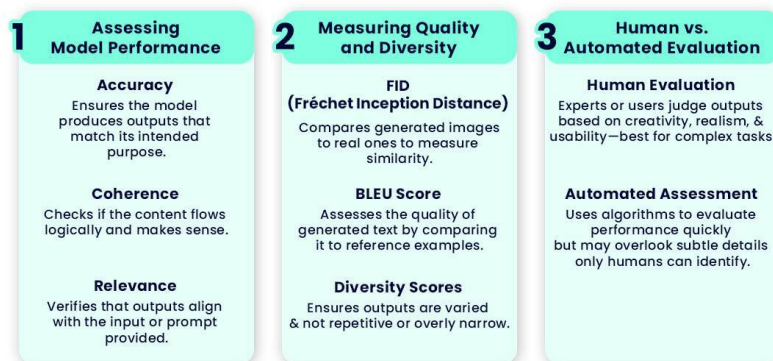 1
Assessing
Model Performance
Accuracy
Ensures the model
produces outputs that
match its intended
purpose.
Coherence
Checks if the content flows
logically and makes sense.
Relevance
Verifies that outputs align
with the input or prompt
provided.
2
Measuring Quality
and Diversity
FID
(Fréchet Inception Distance)
Compares generated images
to real ones to measure
similarity.
BLEU Score
Assesses the quality of
generated text by comparing
it to reference examples.
Diversity Scores
Ensures outputs are varied
& not repetitive or overly narrow.
3
Human vs.
Automated Evaluation
Human Evaluation
Experts or users judge outputs
based on creativity, realism, &
usability—best for complex tasks
Automated Assessment
Uses algorithms to evaluate
performance quickly
but may overlook subtle details
only humans can identify.